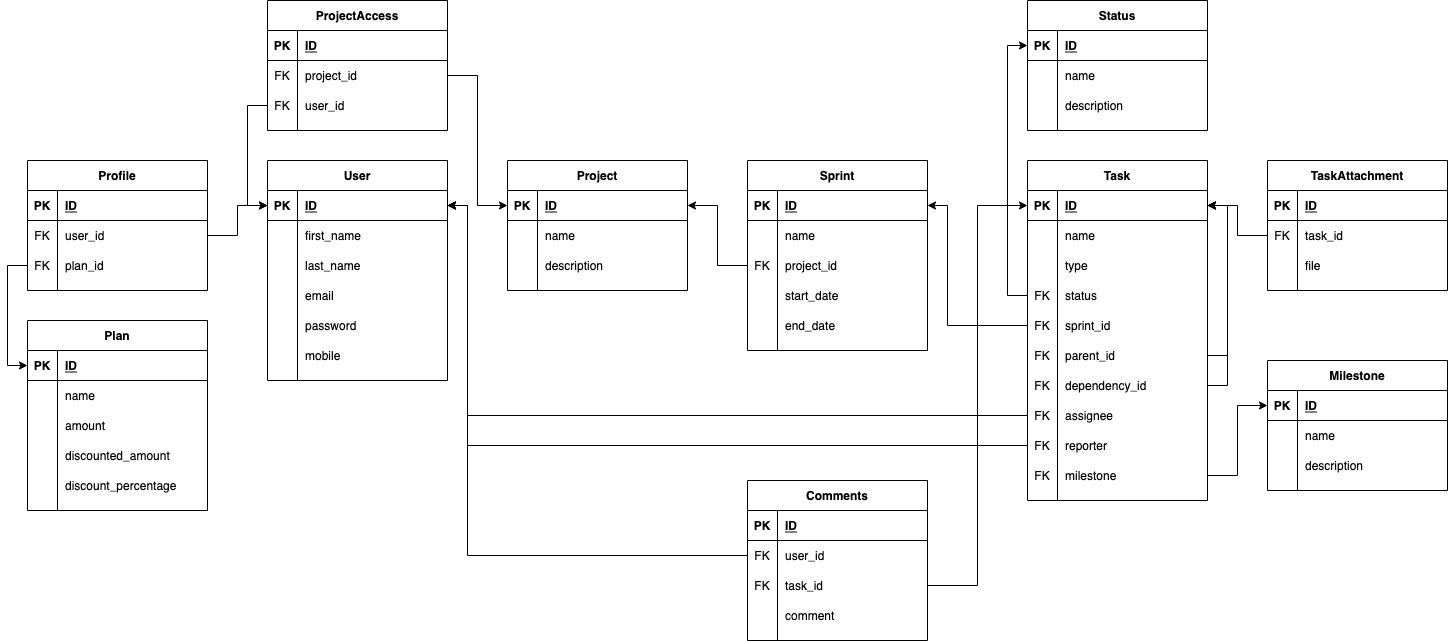 ProjectAccess
PK ID
FK project_id
FK user_id
Status
PK ID
name
description
Profile
PK ID
FK user_id
FK plan_id
User
PK ID
first_name
last_name
email
password
mobile
Project
PK ID
name
description
Sprint
PK ID
name
FK project_id
start_date
end_date
Task
PK ID
name
type
FK status
FK sprint_id
FK parent_id
FK dependency_id
FK assignee
FK reporter
FK milestone
TaskAttachment
PK ID
FK task_id
file
Plan
PK ID
name
amount
discounted_amount
discount_percentage
Milestone
PK ID
name
description
Comments
PK ID
FK user_id
FK task_id
comment